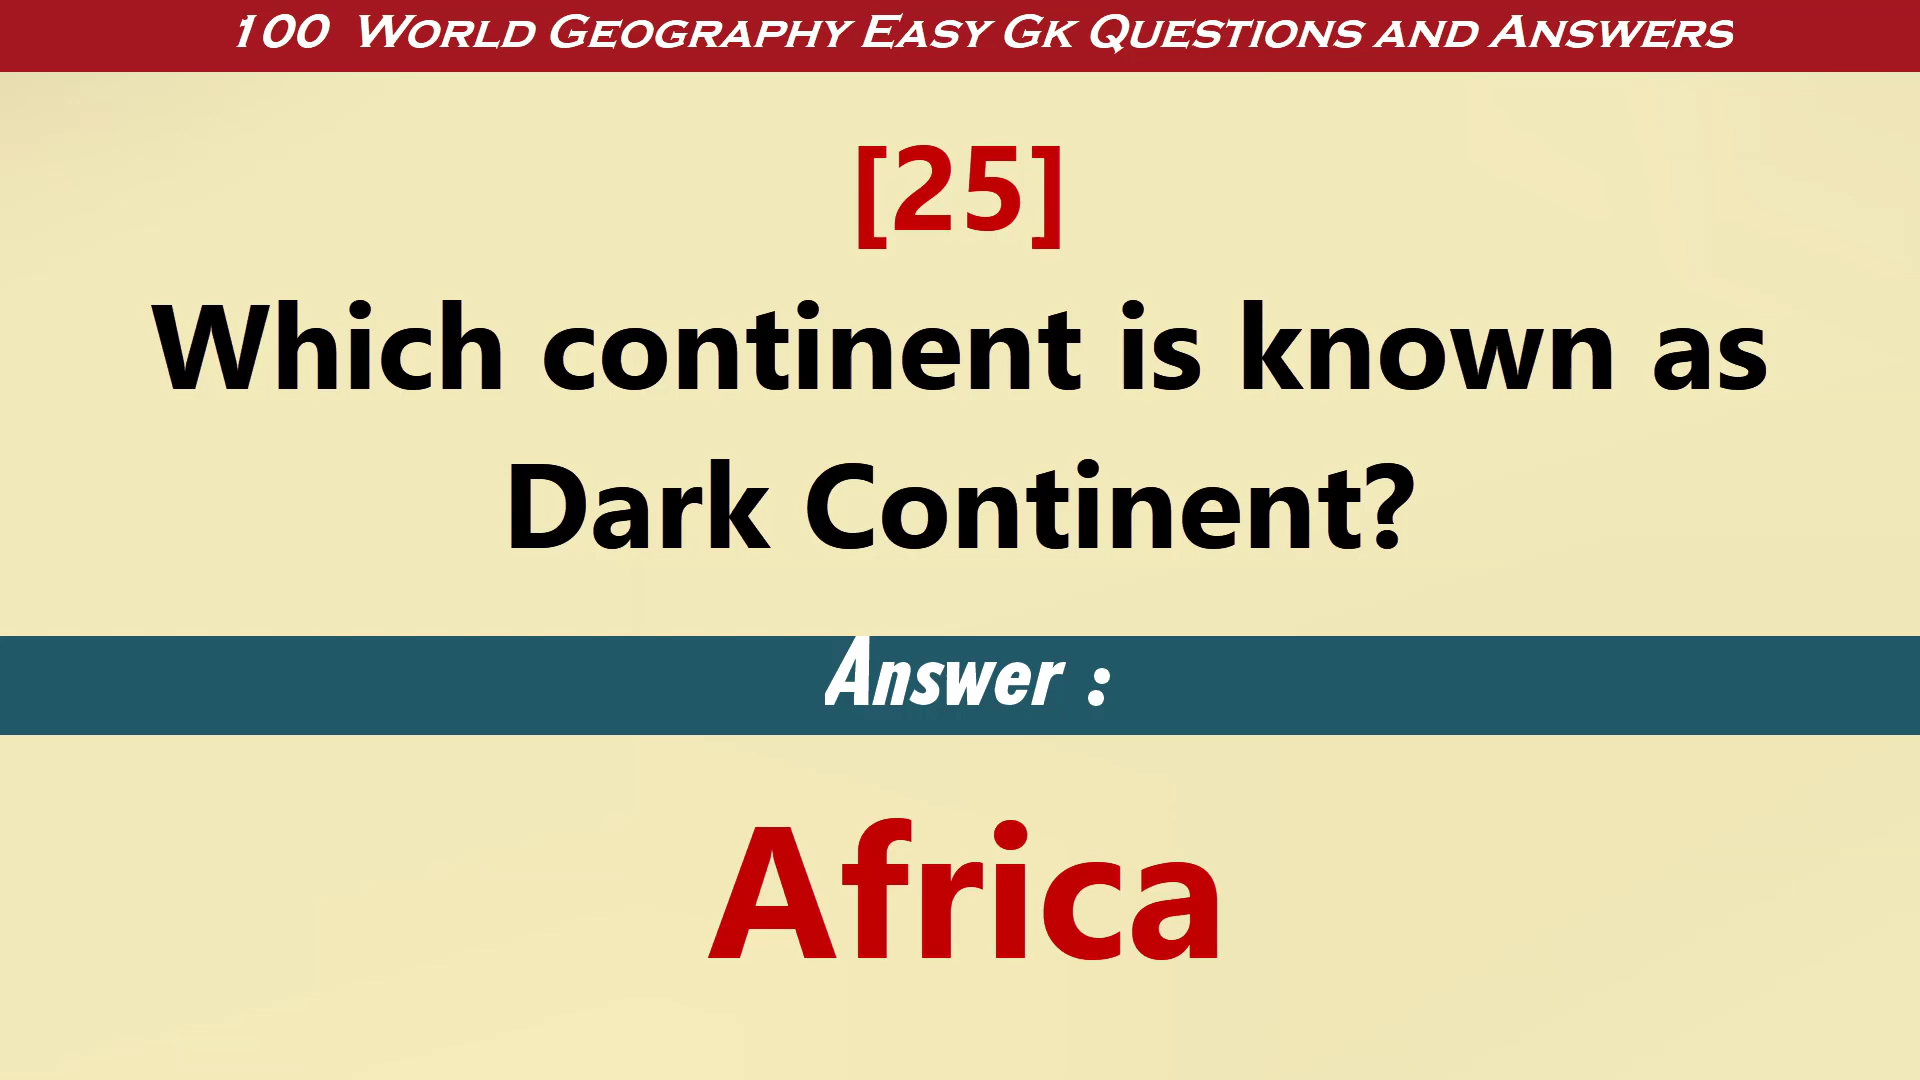 100 World Geography Easy Gk Questions and Answers
[25]
Which continent is known as
Dark Continent?
Answer :
Africa